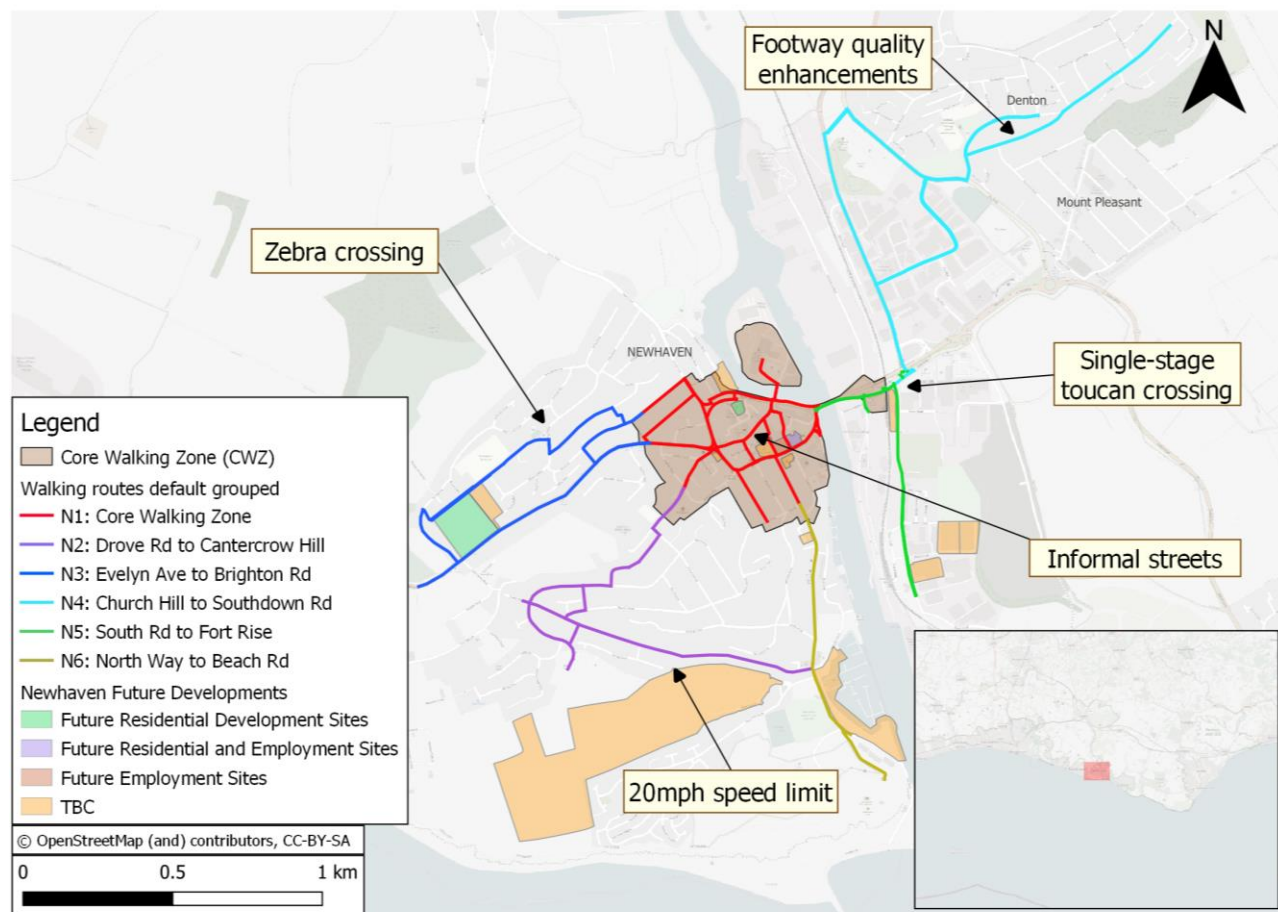 Footway quality
enhancements
N
Denton
Mount Pleasant
Zebra crossing
NEWHAVEN
Single-stage
toucan crossing
Informal streets
20mph speed limit
Legend
Core Walking Zone (CWZ)
Walking routes default grouped
N1: Core Walking Zone
N2: Drove Rd to Cantercrow Hill
N3: Evelyn Ave to Brighton Rd
N4: Church Hill to Southdown Rd
N5: South Rd to Fort Rise
N6: North Way to Beach Rd
Newhaven Future Developments
Future Residential Development Sites
Future Residential and Employment Sites
Future Employment Sites
TBC
© OpenStreetMap (and) contributors, CC-BY-SA
0 0.5 1 km